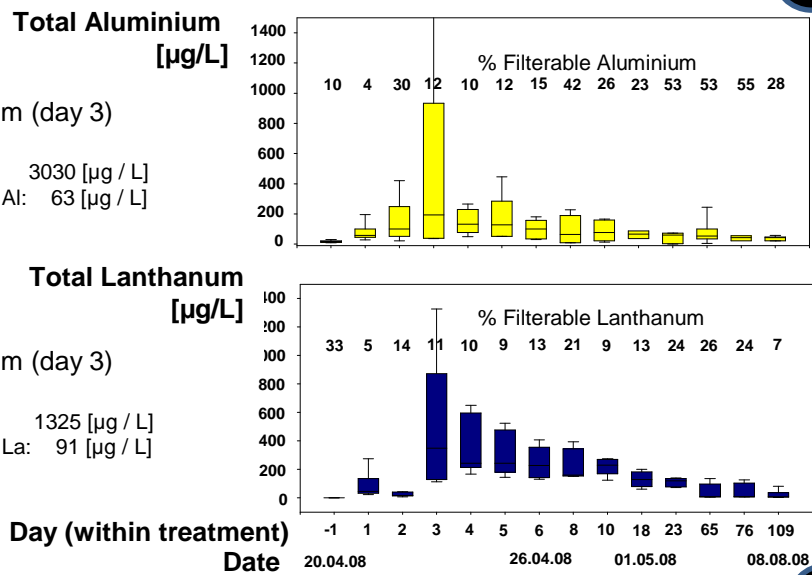 Total Aluminium
[µg/L]
m (day 3)
3030 [µg / L]
Al: 63 [µg / L]
1400
1200
1000
800
600
400
200
0
% Filterable Aluminium
10 4 30 12 10 12 15 42 26 23 53 53 55 28
Total Lanthanum
[µg/L]
m (day 3)
1325 [µg / L]
La: 91 [µg / L]
800
600
400
200
0
% Filterable Lanthanum
33 5 14 11 10 9 13 21 9 13 24 26 24 7
Day (within treatment) -1 1 2 3 4 5 6 8 10 18 23 65 76 109
Date 20.04.08 26.04.08 01.05.08 08.08.08